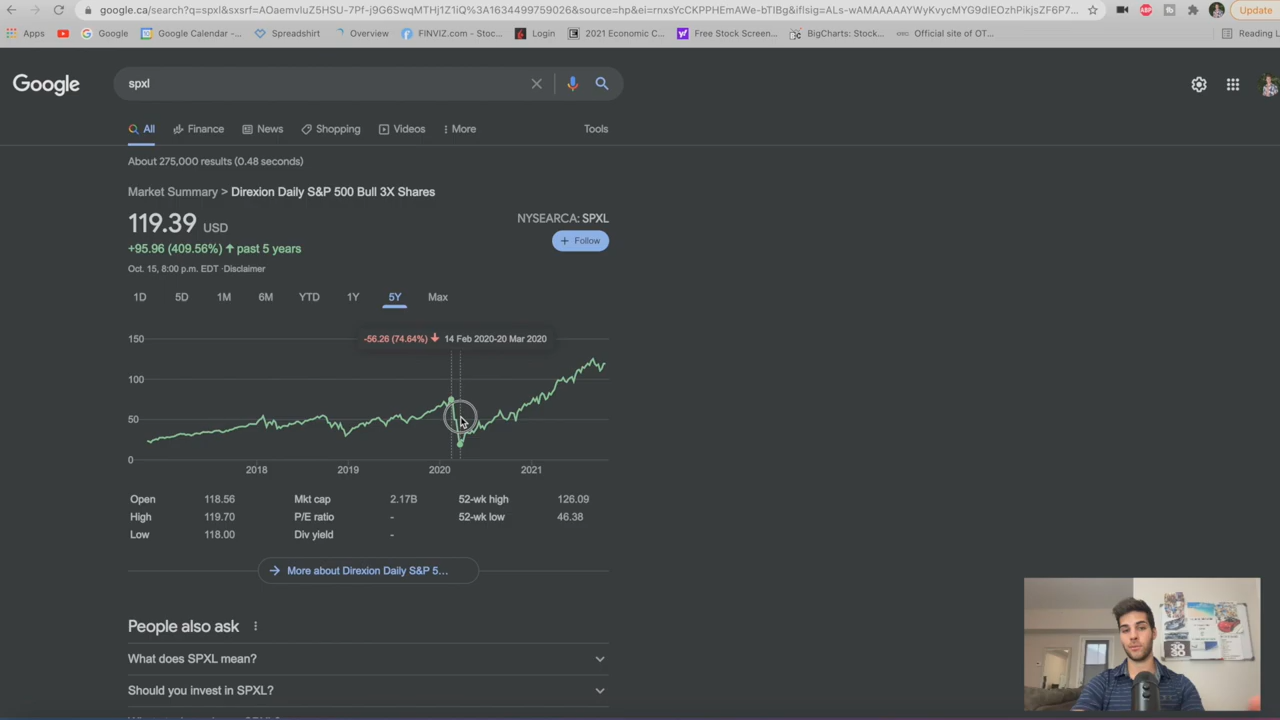 google.ca/search?q=spxl&sxsrf=AOaemvIuZ5HSU-7Pf-j9G6SwqMTHj1Z1iQ%3A1634499759026&source=hp&ei=rnxsYcCKPPHEmAWe-bTIBg&iflsig=ALs-wAMAAAAAYWyKvycMYG9dlEOzhPikjsZF6P7...
Update
Apps
Google
Google Calendar -...
Spreadshirt
Overview
FINVIZ.com - Stoc...
Login
2021 Economic C...
Free Stock Screen...
BigCharts: Stock...
Official site of OT...
Reading L
Google
spxl
All
Finance
News
Shopping
Videos
More
Tools
About 275,000 results (0.48 seconds)
Market Summary > Direxion Daily S&P 500 Bull 3X Shares
119.39 USD
NYSEARCA: SPXL
+95.96 (409.56%) past 5 years
+ Follow
Oct. 15, 8:00 p.m. EDT · Disclaimer
1D 5D 1M 6M YTD 1Y 5Y Max
-56.26 (74.64%) 14 Feb 2020-20 Mar 2020
150
100
50
0
2018 2019 2020 2021
Open 118.56 Mkt cap 2.17B 52-wk high 126.09
High 119.70 P/E ratio - 52-wk low 46.38
Low 118.00 Div yield -
More about Direxion Daily S&P 5...
People also ask
What does SPXL mean?
Should you invest in SPXL?